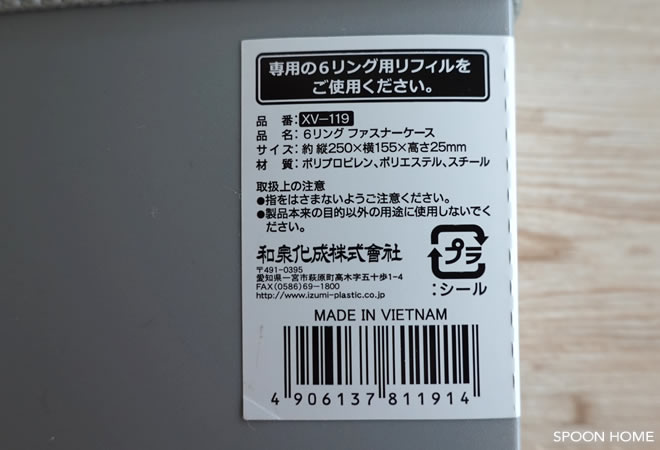 専用の6リング用リフィルを
ご使用ください。
品　番：XV−119
品　名：6リング ファスナーケース
サイズ：約 縦250×横155×高さ25mm
材　質：ポリプロピレン、ポリエステル、スチール
取扱上の注意
●指をはさまないようご注意ください。
●製品本来の目的以外の用途に使用しないでく
ださい。
和泉化成株式會社
〒491-0395
愛知県一宮市萩原町高木字五十歩1-4
FAX(0586)69-1800
http://www.izumi-plastic.co.jp
プラ
：シール
MADE IN VIETNAM
4 906137 811914
SPOON HOME